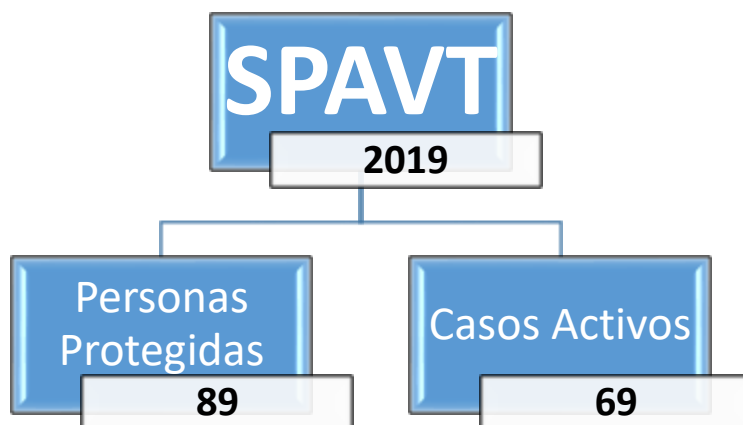 SPAVT
2019
Personas
Protegidas
89
Casos Activos
69